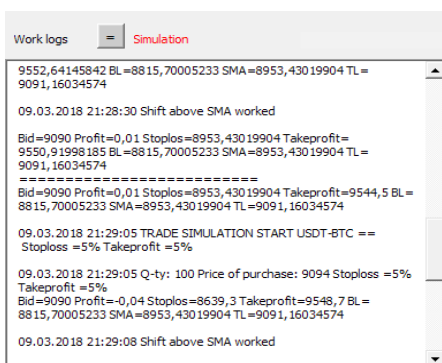 Work logs = Simulation
9552,64145842 BL=8815,70005233 SMA=8953,43019904 TL=
9091,16034574
09.03.2018 21:28:30 Shift above SMA worked
Bid=9090 Profit=0,01 Stoplos=8953,43019904 Takeprofit=
9550,91998185 BL=8815,70005233 SMA=8953,43019904 TL=
9091,16034574
===========================
Bid=9090 Profit=0,01 Stoplos=8953,43019904 Takeprofit=9544,5 BL=
8815,70005233 SMA=8953,43019904 TL=9091,16034574
09.03.2018 21:29:05 TRADE SIMULATION START USDT-BTC ==
Stoploss =5% Takeprofit =5%
09.03.2018 21:29:05 Q-ty: 100 Price of purchase: 9094 Stoploss =5%
Takeprofit =5%
Bid=9090 Profit=-0,04 Stoplos=8639,3 Takeprofit=9548,7 BL=
8815,70005233 SMA=8953,43019904 TL=9091,16034574
09.03.2018 21:29:08 Shift above SMA worked